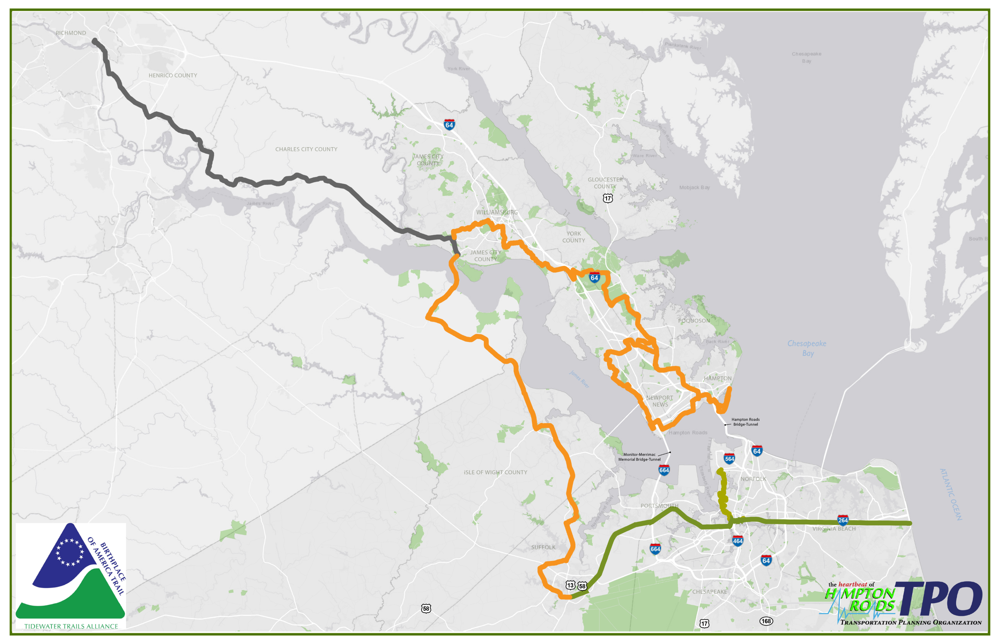 RICHMOND
Piankatank River
Chesapeake
Bay
York River
HENRICO COUNTY
64
North River
CHARLES CITY COUNTY
JAMES CITY
COUNTY
Ware River
GLOUCESTER
COUNTY
17
Mobjack Bay
James River
WILLIAMSBURG
YORK
COUNTY
South B
JAMES CITY
COUNTY
64
POQUOSON
Back River
Chesapeake
Bay
James River
HAMPTON
NEWPORT
NEWS
Hampton Roads
Bridge-Tunnel
Hampton Roads
Monitor-Merrimac
Memorial Bridge-Tunnel
64
564
664
iSLE OF WIGHT COUNTY
Elizabeth River
NORFOLK
ATLANTIC OCEAN
Nansemond River
PORTSMOUTH
264
VIRGINIA BEACH
464
SUFFOLK
664
64
13
58
CHESAPEAKE
58
17
168
BIRTHPLACE
OF AMERICA TRAIL
TIDEWATER TRAILS ALLIANCE
the heartbeat of
HAMPTON
ROADS
TPO
TRANSPORTATION PLANNING ORGANIZATION